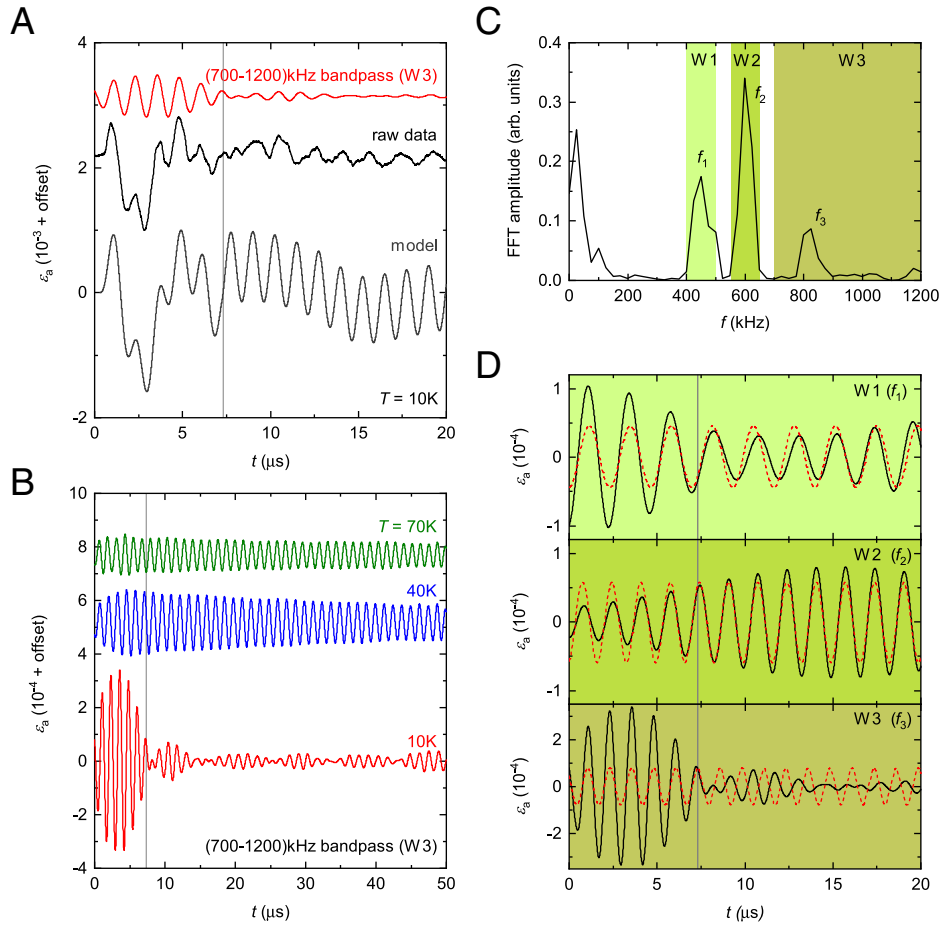 A
(700-1200)kHz bandpass (W3)
raw data
model
T = 10K
εa (10-3 + offset)
4
2
0
-2
0 5 10 15 20
t (μs)
B
T = 70K
40K
10K
(700-1200)kHz bandpass (W3)
εa (10-4 + offset)
10
8
6
4
2
0
-2
-4
0 10 20 30 40 50
t (μs)
C
W1 W2 W3
f1
f2
f3
FFT amplitude (arb. units)
0.4
0.3
0.2
0.1
0.0
0 200 400 600 800 1000 1200
f (kHz)
D
W1 (f1)
εa (10-4)
1
0
-1
W2 (f2)
εa (10-4)
1
0
-1
W3 (f3)
εa (10-4)
2
0
-2
0 5 10 15 20
t (μs)